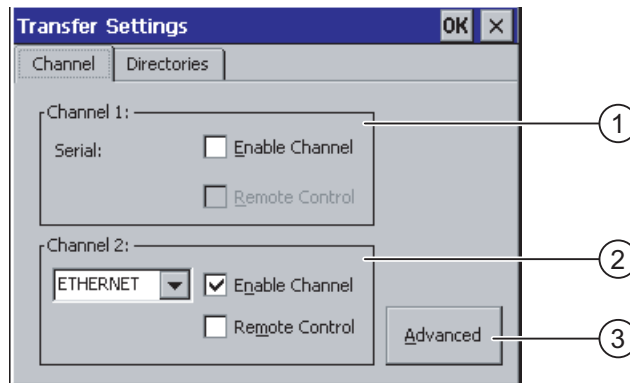 Transfer Settings OK ×
Channel Directories
Channel 1:
Serial: Enable Channel
Remote Control
1
Channel 2:
ETHERNET Enable Channel
Remote Control
2
Advanced
3